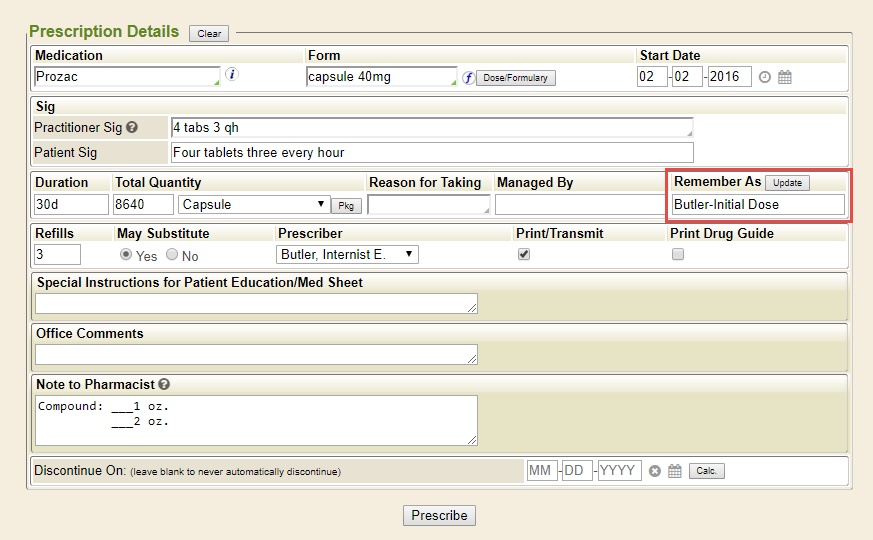 Prescription Details Clear
Medication Form Start Date
Prozac i capsule 40mg f Dose/Formulary 02 -02 -2016
Sig
Practitioner Sig ? 4 tabs 3 qh
Patient Sig Four tablets three every hour
Duration Total Quantity Reason for Taking Managed By Remember As Update
30d 8640 Capsule Pkg Butler-Initial Dose
Refills May Substitute Prescriber Print/Transmit Print Drug Guide
3 Yes No Butler, Internist E.
Special Instructions for Patient Education/Med Sheet
Office Comments
Note to Pharmacist ?
Compound: ___1 oz.
___2 oz.
Discontinue On: (leave blank to never automatically discontinue) MM -DD -YYYY Calc.
Prescribe